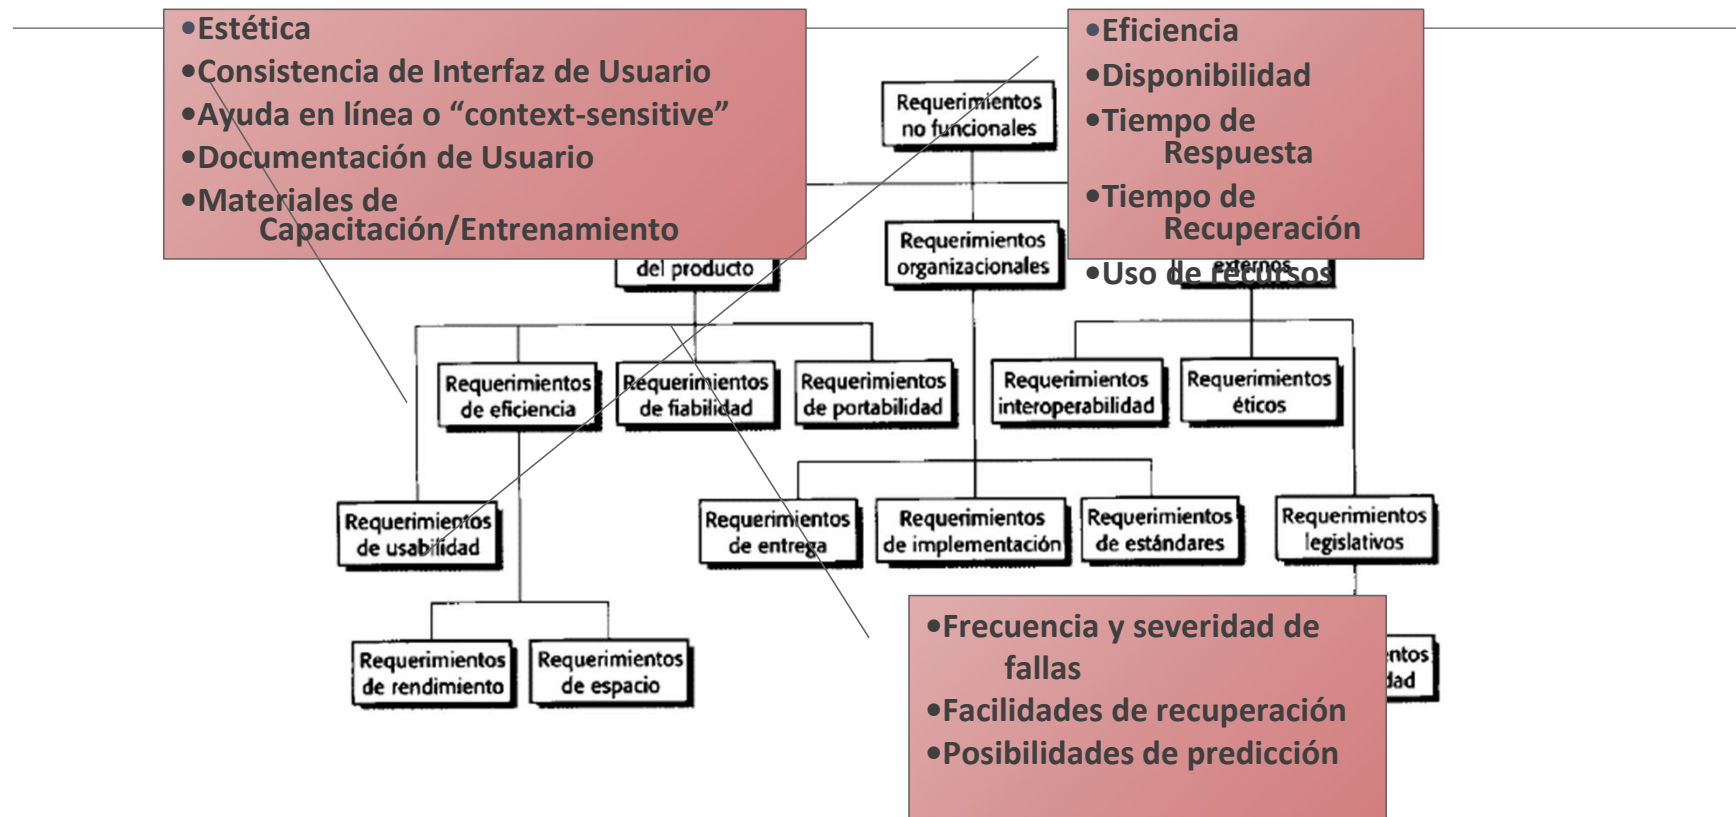 •Estética
•Consistencia de Interfaz de Usuario
•Ayuda en línea o “context-sensitive”
•Documentación de Usuario
•Materiales de
Capacitación/Entrenamiento
•Eficiencia
•Disponibilidad
•Tiempo de
Respuesta
•Tiempo de
Recuperación
•Uso de recursos
Requerimientos
no funcionales
del producto
Requerimientos
organizacionales
externos
Requerimientos
de eficiencia
Requerimientos
de fiabilidad
Requerimientos
de portabilidad
Requerimientos
interoperabilidad
Requerimientos
éticos
Requerimientos
de usabilidad
Requerimientos
de entrega
Requerimientos
de implementación
Requerimientos
de estándares
Requerimientos
legislativos
Requerimientos
de rendimiento
Requerimientos
de espacio
•Frecuencia y severidad de
fallas
•Facilidades de recuperación
•Posibilidades de predicción